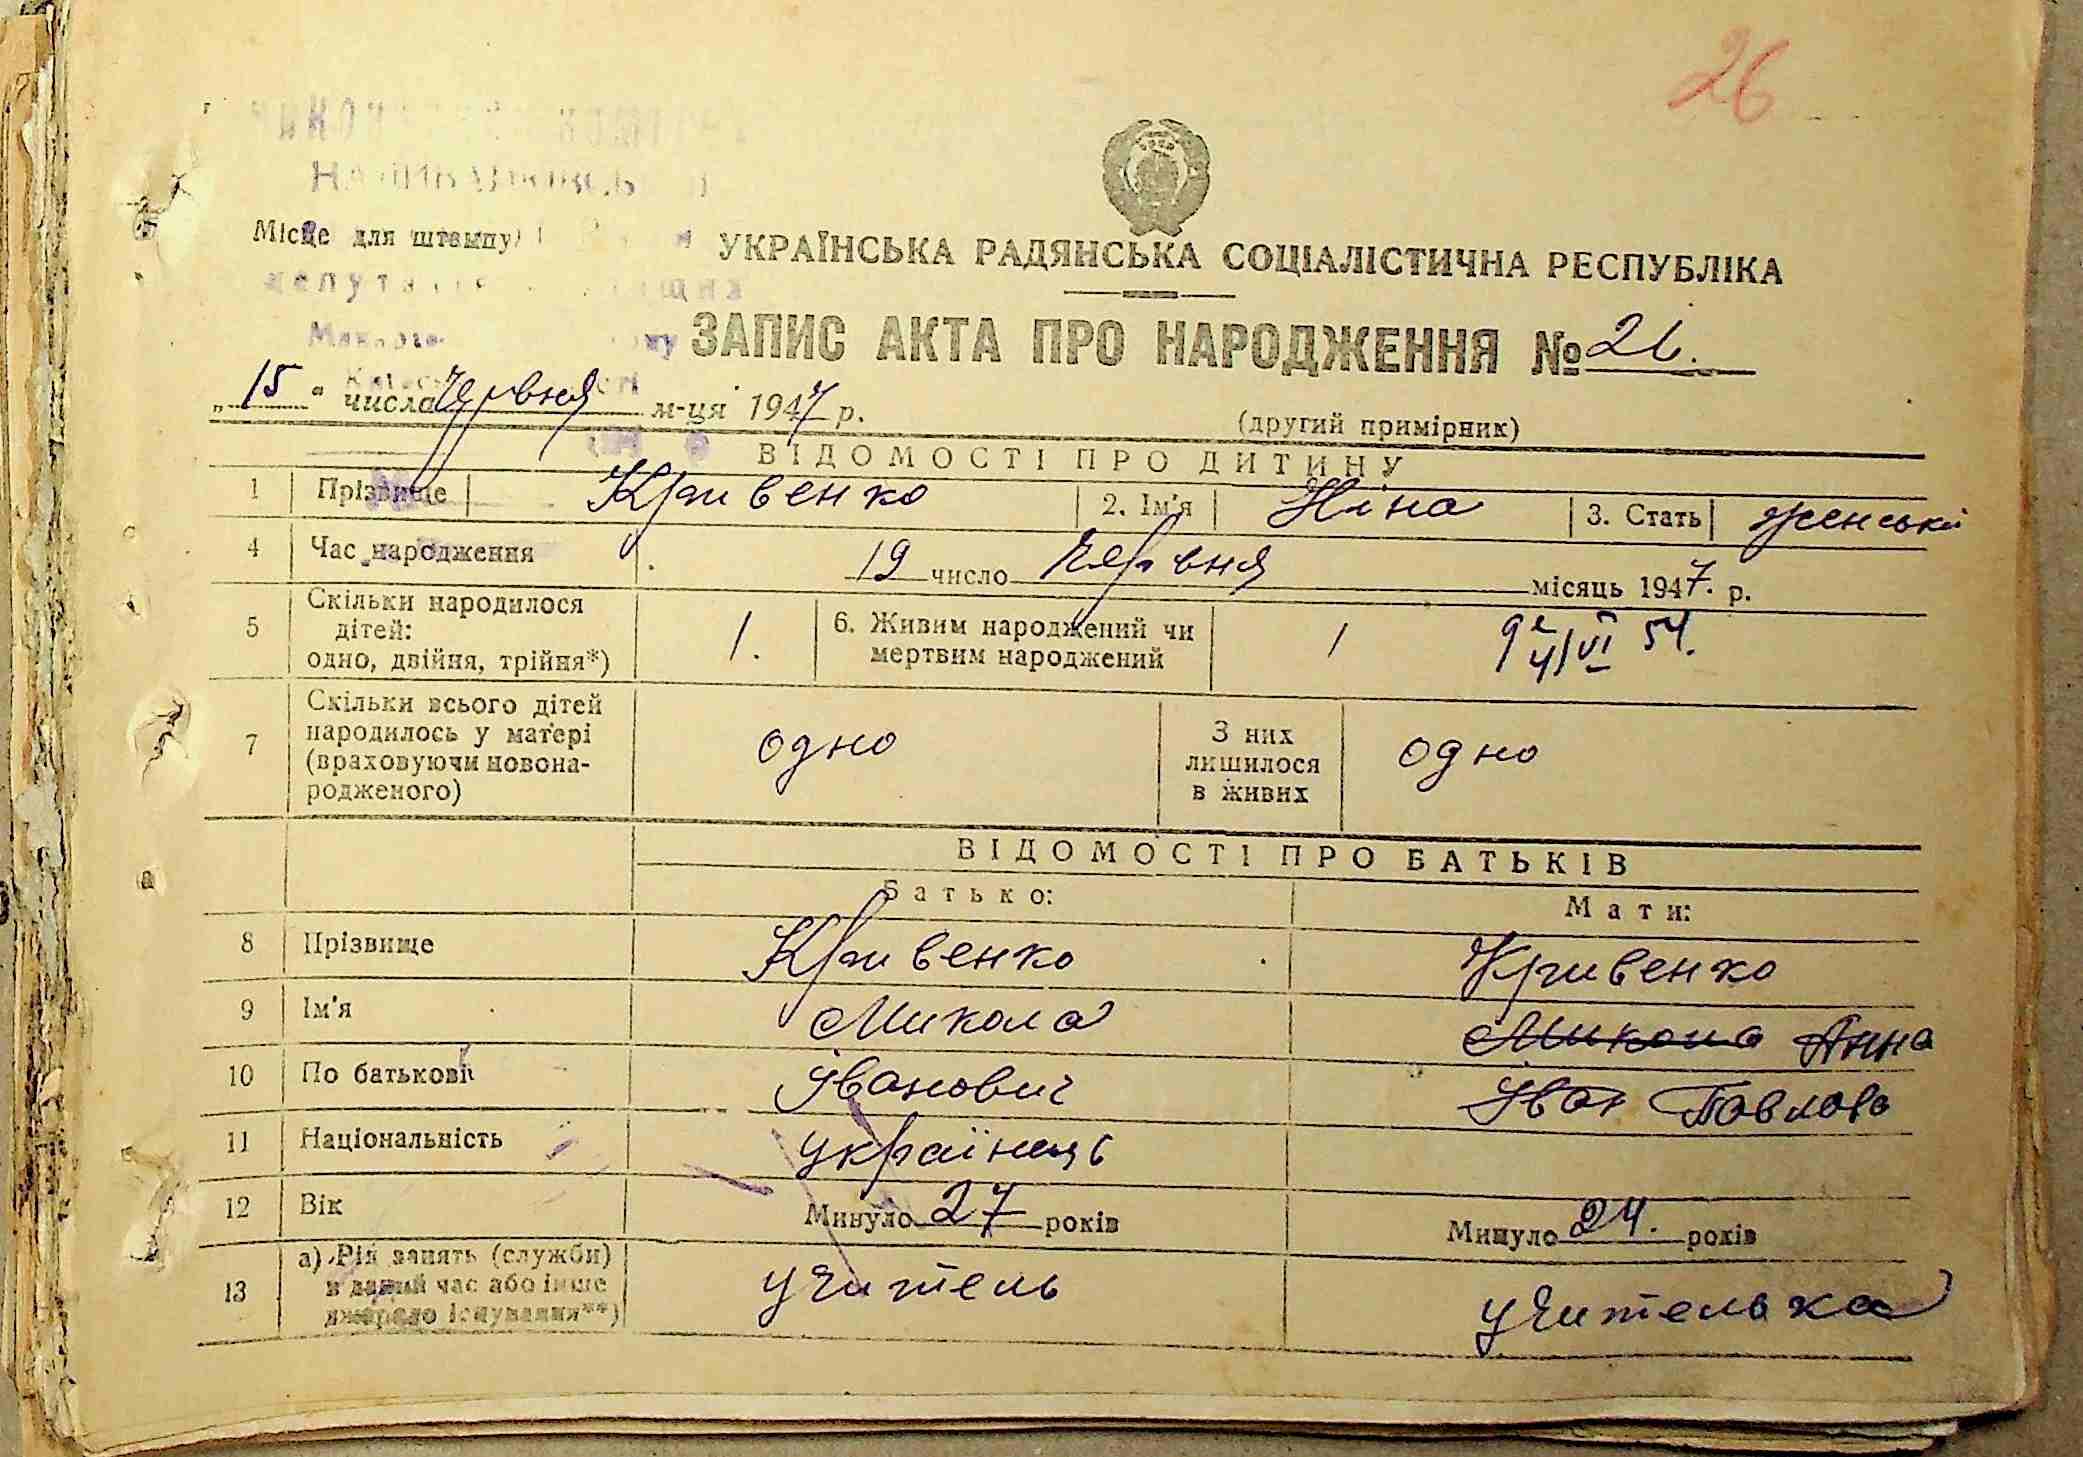 26
Місце для штампу
УКРАЇНСЬКА РАДЯНСЬКА СОЦІАЛІСТИЧНА РЕСПУБЛІКА
ЗАПИС АКТА ПРО НАРОДЖЕННЯ № 26.
„15“ числа Червня м-ця 1947 р.
(другий примірник)
ВІДОМОСТІ ПРО ДИТИНУ
1 Прізвище Кривенко 2. Ім'я Ніна 3. Стать женській
4 Час народження 19 число Червня місяць 1947. р.
5 Скільки народилося дітей: одно, двійня, трійня*) 1. 6. Живим народжений чи мертвим народжений 1
54.
7 Скільки всього дітей народилось у матері (враховуючи новонародженого) одно З них лишилося в живих одно
ВІДОМОСТІ ПРО БАТЬКІВ
Батько: Мати:
8 Прізвище Кривенко Кривенко
9 Ім'я Микола Микола Анна
10 По батькові Іванович Іван Павлова
11 Національність українець
12 Вік Минуло 27 років Минуло 24. років
13 а) Рід занять (служби) в даний час або інше джерело існування**) учитель учителька